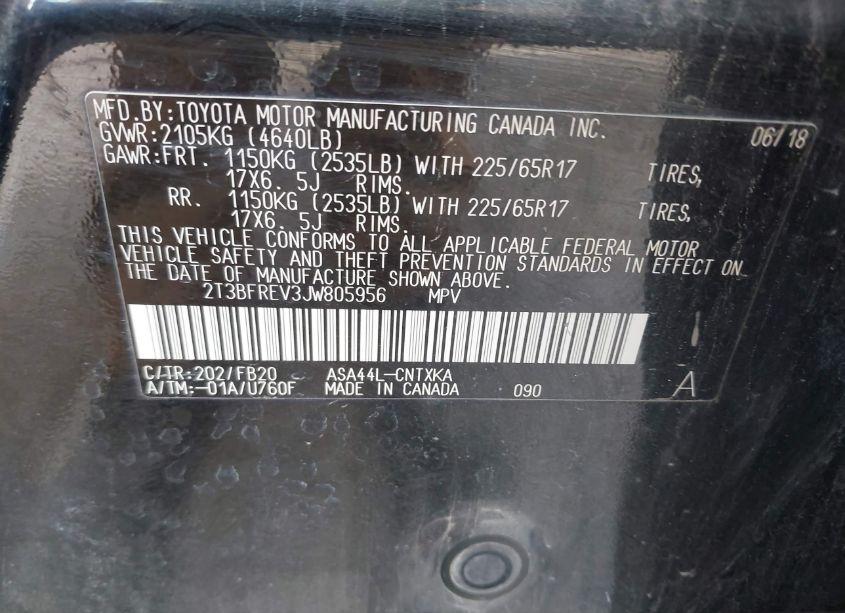 MFD.BY:TOYOTA MOTOR MANUFACTURING CANADA INC. 06/18
GVWR:2105KG (4640LB)
GAWR:FRT. 1150KG (2535LB) WITH 225/65R17 TIRES,
17X6. 5J RIMS.
RR. 1150KG (2535LB) WITH 225/65R17 TIRES,
17X6. 5J RIMS.
THIS VEHICLE CONFORMS TO ALL APPLICABLE FEDERAL MOTOR
VEHICLE SAFETY AND THEFT PREVENTION STANDARDS IN EFFECT ON
THE DATE OF MANUFACTURE SHOWN ABOVE.
2T3BFREV3JW805956 MPV
C/TR:202/FB20 ASA44L-CNTXKA
A/TM:-01A/U760F MADE IN CANADA 090 A